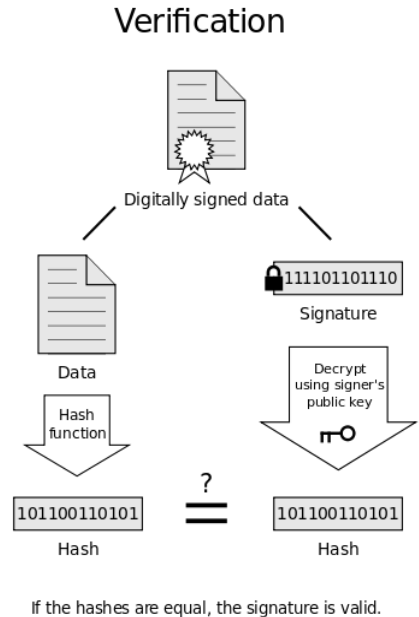 Verification
Digitally signed data
111101101110
Signature
Data
Decrypt
using signer's
public key
Hash
function
?
=
101100110101
101100110101
Hash
Hash
If the hashes are equal, the signature is valid.